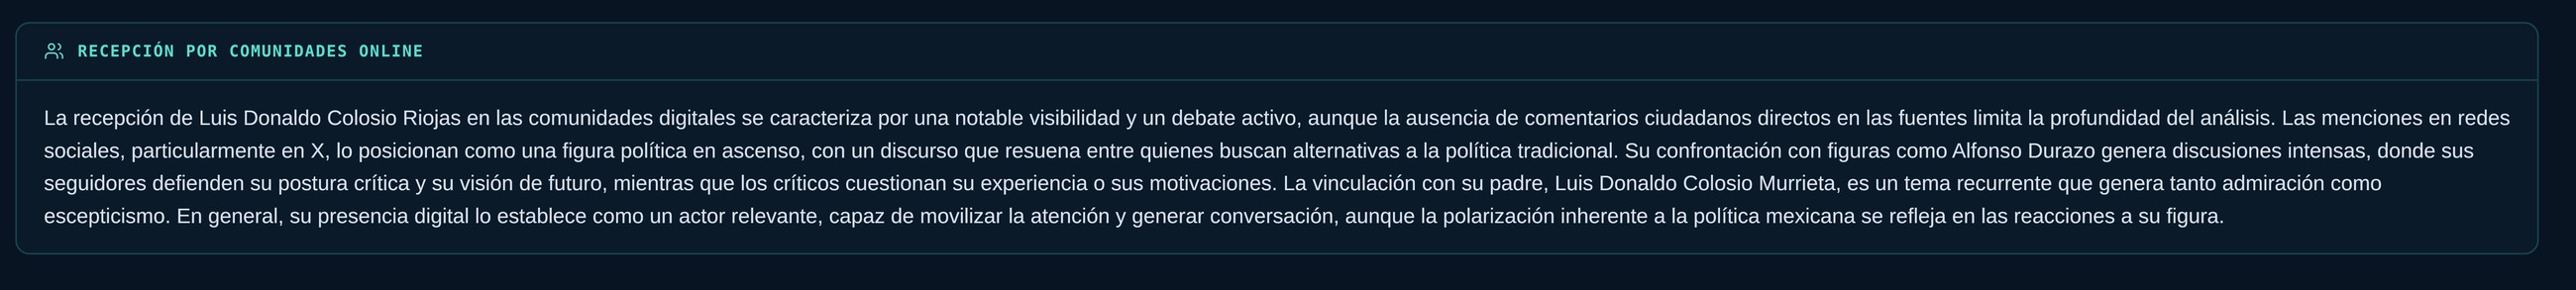 RECEPCIÓN POR COMUNIDADES ONLINE
La recepción de Luis Donaldo Colosio Riojas en las comunidades digitales se caracteriza por una notable visibilidad y un debate activo, aunque la ausencia de comentarios ciudadanos directos en las fuentes limita la profundidad del análisis. Las menciones en redes
sociales, particularmente en X, lo posicionan como una figura política en ascenso, con un discurso que resuena entre quienes buscan alternativas a la política tradicional. Su confrontación con figuras como Alfonso Durazo genera discusiones intensas, donde sus
seguidores defienden su postura crítica y su visión de futuro, mientras que los críticos cuestionan su experiencia o sus motivaciones. La vinculación con su padre, Luis Donaldo Colosio Murrieta, es un tema recurrente que genera tanto admiración como
escepticismo. En general, su presencia digital lo establece como un actor relevante, capaz de movilizar la atención y generar conversación, aunque la polarización inherente a la política mexicana se refleja en las reacciones a su figura.